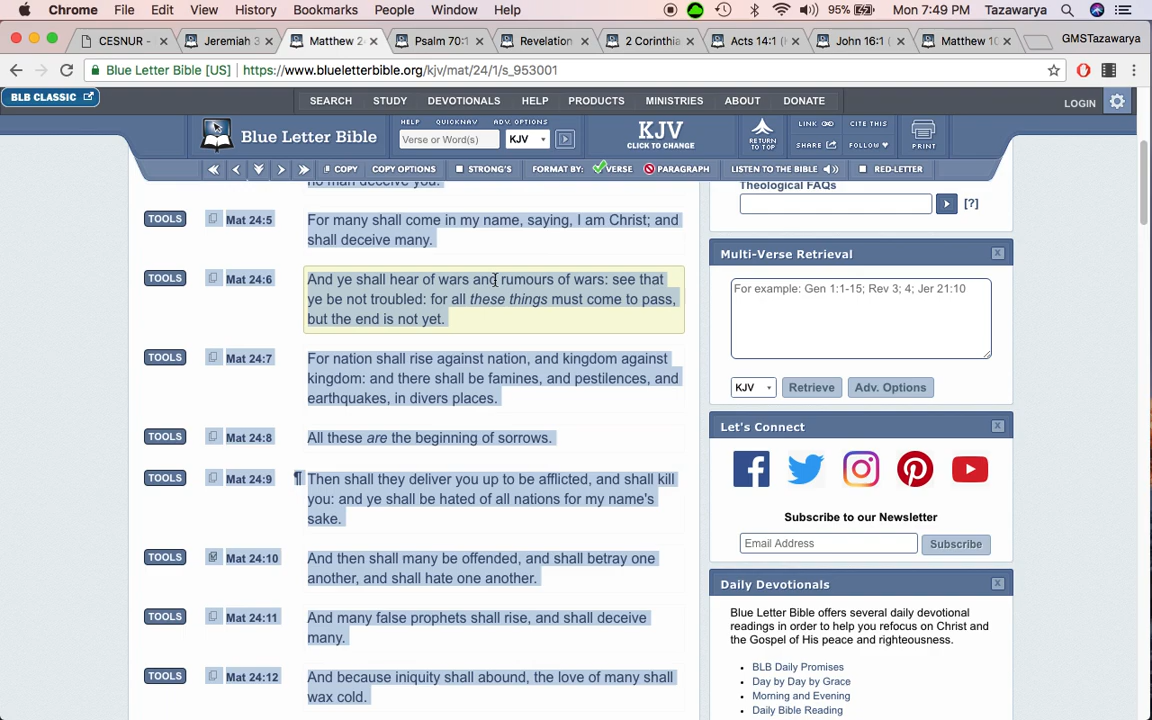 Chrome File Edit View History Bookmarks People Window Help 95% Mon 7:49 PM Tazawarya
CESNUR - Jeremiah 3 Matthew 2 Psalm 70:1 Revelation 2 Corinthia Acts 14:1 ( John 16:1 ( Matthew 10 GMSTazawarya
Blue Letter Bible [US] https://www.blueletterbible.org/kjv/mat/24/1/s_953001
BLB CLASSIC SEARCH STUDY DEVOTIONALS HELP PRODUCTS MINISTRIES ABOUT DONATE LOGIN
HELP QUICKNAV ADV. OPTIONS
Blue Letter Bible Verse or Word(s) KJV KJV CLICK TO CHANGE RETURN TO TOP LINK CITE THIS SHARE FOLLOW PRINT
COPY COPY OPTIONS STRONG'S FORMAT BY: VERSE PARAGRAPH LISTEN TO THE BIBLE RED-LETTER
no man deceive you.
TOOLS Mat 24:5 For many shall come in my name, saying, I am Christ; and
shall deceive many.
TOOLS Mat 24:6 And ye shall hear of wars and rumours of wars: see that
ye be not troubled: for all these things must come to pass,
but the end is not yet.
TOOLS Mat 24:7 For nation shall rise against nation, and kingdom against
kingdom: and there shall be famines, and pestilences, and
earthquakes, in divers places.
TOOLS Mat 24:8 All these are the beginning of sorrows.
TOOLS Mat 24:9 ¶ Then shall they deliver you up to be afflicted, and shall kill
you: and ye shall be hated of all nations for my name's
sake.
TOOLS Mat 24:10 And then shall many be offended, and shall betray one
another, and shall hate one another.
TOOLS Mat 24:11 And many false prophets shall rise, and shall deceive
many.
TOOLS Mat 24:12 And because iniquity shall abound, the love of many shall
wax cold.
Theological FAQs
[?]
Multi-Verse Retrieval
For example: Gen 1:1-15; Rev 3; 4; Jer 21:10
KJV Retrieve Adv. Options
Let's Connect
Subscribe to our Newsletter
Email Address Subscribe
Daily Devotionals
Blue Letter Bible offers several daily devotional
readings in order to help you refocus on Christ and
the Gospel of His peace and righteousness.
BLB Daily Promises
Day by Day by Grace
Morning and Evening
Daily Bible Reading